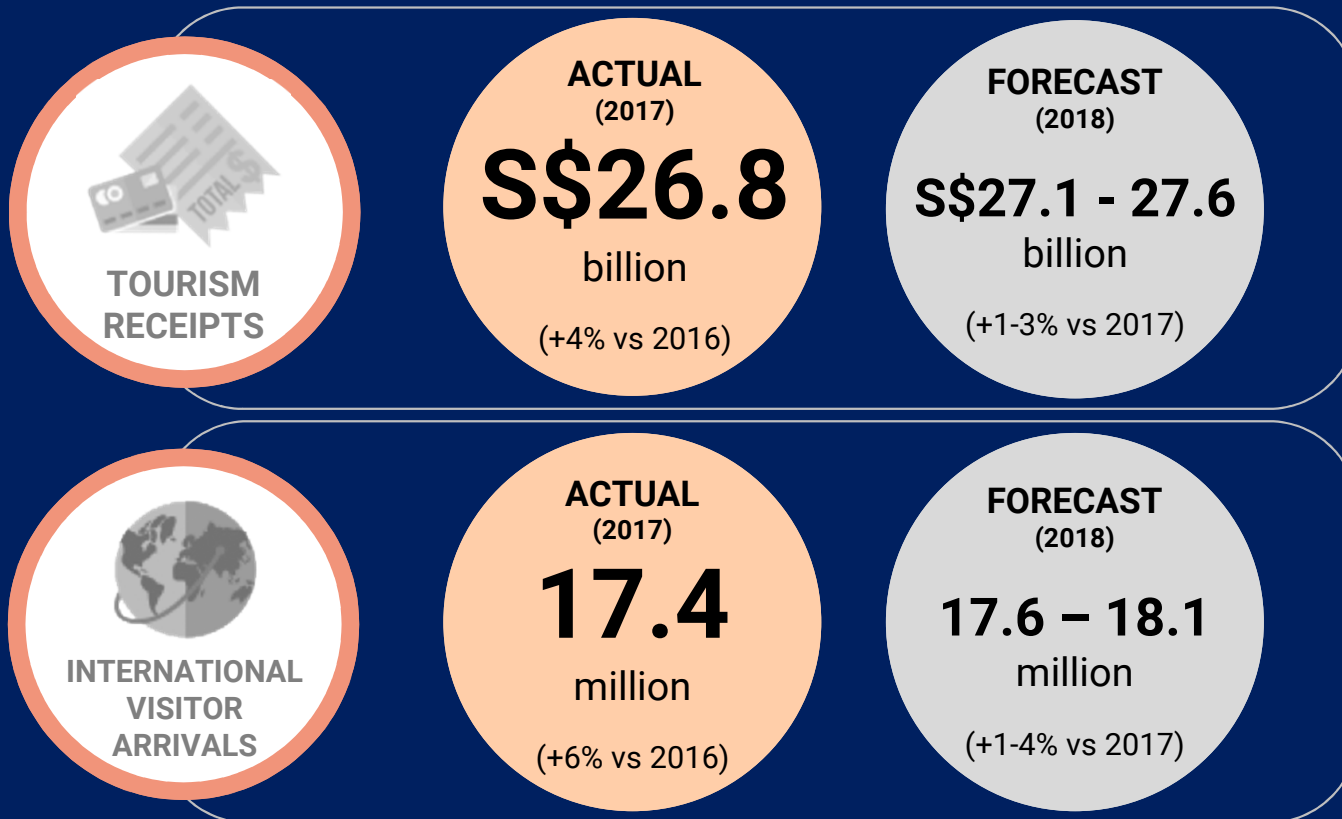 TOTAL $
TOURISM
RECEIPTS
ACTUAL
(2017)
S$26.8
billion
(+4% vs 2016)
FORECAST
(2018)
S$27.1 - 27.6
billion
(+1-3% vs 2017)
INTERNATIONAL
VISITOR
ARRIVALS
ACTUAL
(2017)
17.4
million
(+6% vs 2016)
FORECAST
(2018)
17.6 – 18.1
million
(+1-4% vs 2017)